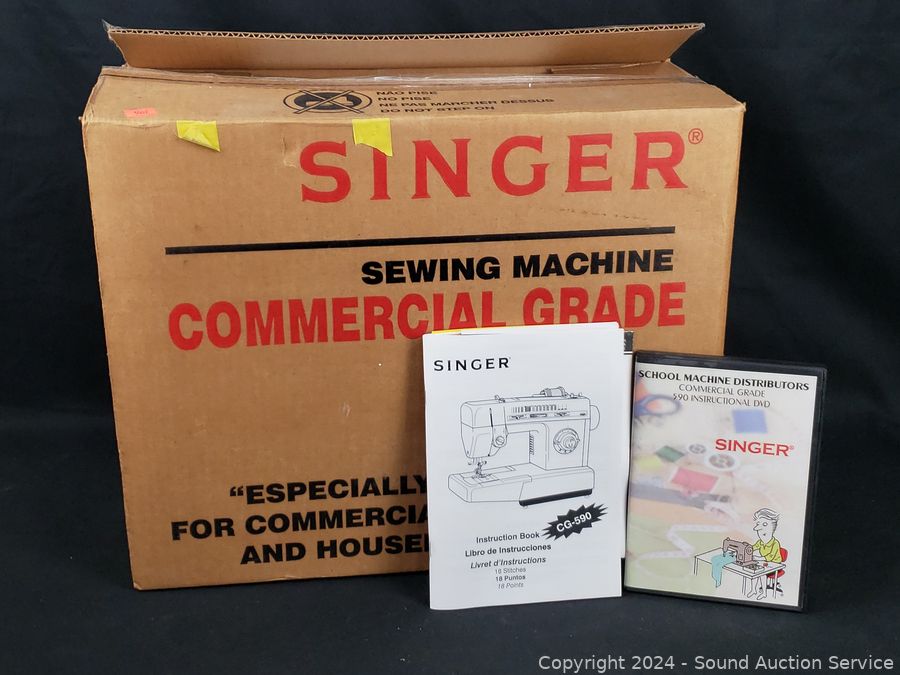 NÃO PISE
NO PISE
NE PAS MARCHER DESSUS
DO NOT STEP ON
SINGER®
SEWING MACHINE
COMMERCIAL GRADE
"ESPECIALLY
FOR COMMERCIA
AND HOUSE
SINGER
CG-590
Instruction Book
Libro de Instrucciones
Livret d'Instructions
18 Stitches
18 Puntos
18 Points
SCHOOL MACHINE DISTRIBUTORS
COMMERCIAL GRADE
590 INSTRUCTIONAL DVD
SINGER®
Copyright 2024 - Sound Auction Service